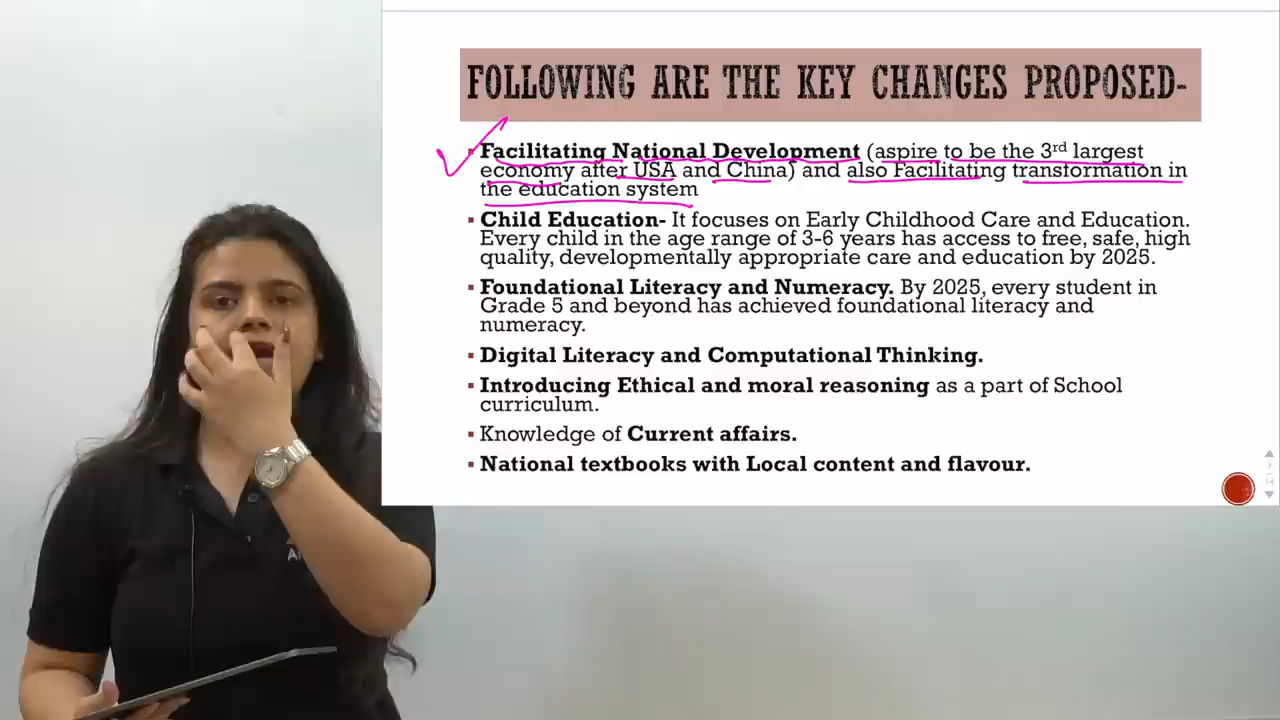 FOLLOWING ARE THE KEY CHANGES PROPOSED-
▪ Facilitating National Development (aspire to be the 3rd largest
economy after USA and China) and also Facilitating transformation in
the education system
▪ Child Education- It focuses on Early Childhood Care and Education.
Every child in the age range of 3-6 years has access to free, safe, high
quality, developmentally appropriate care and education by 2025.
▪ Foundational Literacy and Numeracy. By 2025, every student in
Grade 5 and beyond has achieved foundational literacy and
numeracy.
▪ Digital Literacy and Computational Thinking.
▪ Introducing Ethical and moral reasoning as a part of School
curriculum.
▪ Knowledge of Current affairs.
▪ National textbooks with Local content and flavour.